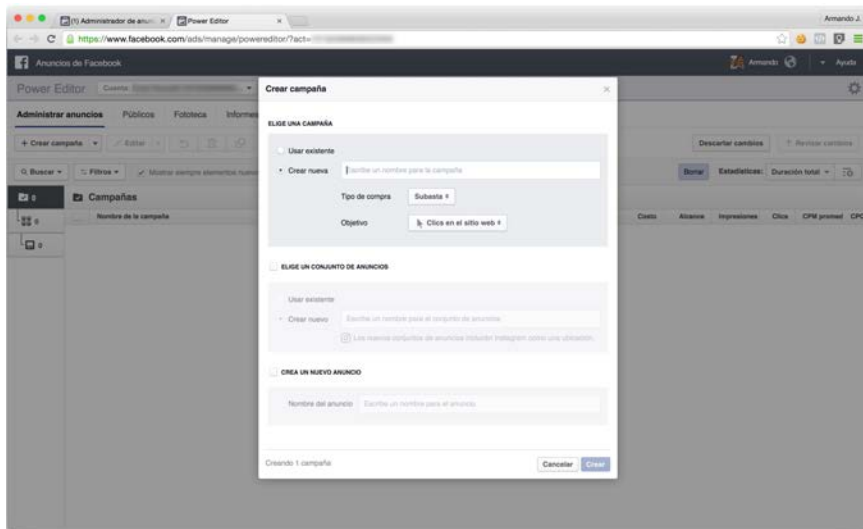 (1) Administrador de anun
Power Editor
Armando J.
https://www.facebook.com/ads/manage/powereditor/?act=
Anuncios de Facebook
Armando
Ayuda
Power Editor
Cuenta:
Administrar anuncios
Públicos
Fototeca
Informes
+ Crear campaña
Editar
Descartar cambios
Revisar cambios
Buscar
Filtros
Mostrar siempre elementos nuevos
Borrar
Estadísticas:
Duración total
0
Campañas
0
Nombre de la campaña
Costo
Alcance
Impresiones
Clics
CPM promed
CPC
0
Crear campaña
ELIGE UNA CAMPAÑA
Usar existente
Crear nueva
Escribe un nombre para la campaña
Tipo de compra
Subasta
Objetivo
Clics en el sitio web
ELIGE UN CONJUNTO DE ANUNCIOS
Usar existente
Crear nuevo
Escribe un nombre para el conjunto de anuncios
Los nuevos conjuntos de anuncios incluirán Instagram como una ubicación.
CREA UN NUEVO ANUNCIO
Nombre del anuncio
Escribe un nombre para el anuncio
Creando 1 campaña
Cancelar
Crear